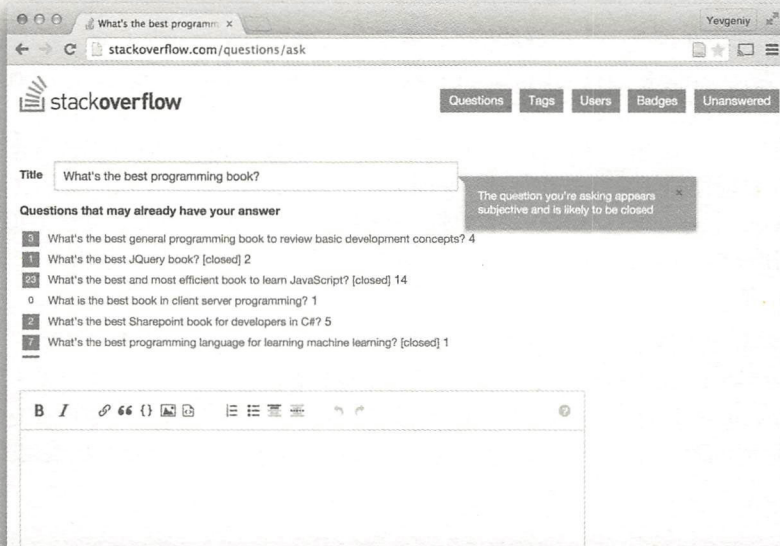 What's the best programm ×
Yevgeniy
stackoverflow.com/questions/ask
stackoverflow
Questions Tags Users Badges Unanswered
Title What's the best programming book?
The question you're asking appears ×
subjective and is likely to be closed
Questions that may already have your answer
3 What's the best general programming book to review basic development concepts? 4
1 What's the best JQuery book? [closed] 2
23 What's the best and most efficient book to learn JavaScript? [closed] 14
0 What is the best book in client server programming? 1
2 What's the best Sharepoint book for developers in C#? 5
7 What's the best programming language for learning machine learning? [closed] 1
B I {} ?